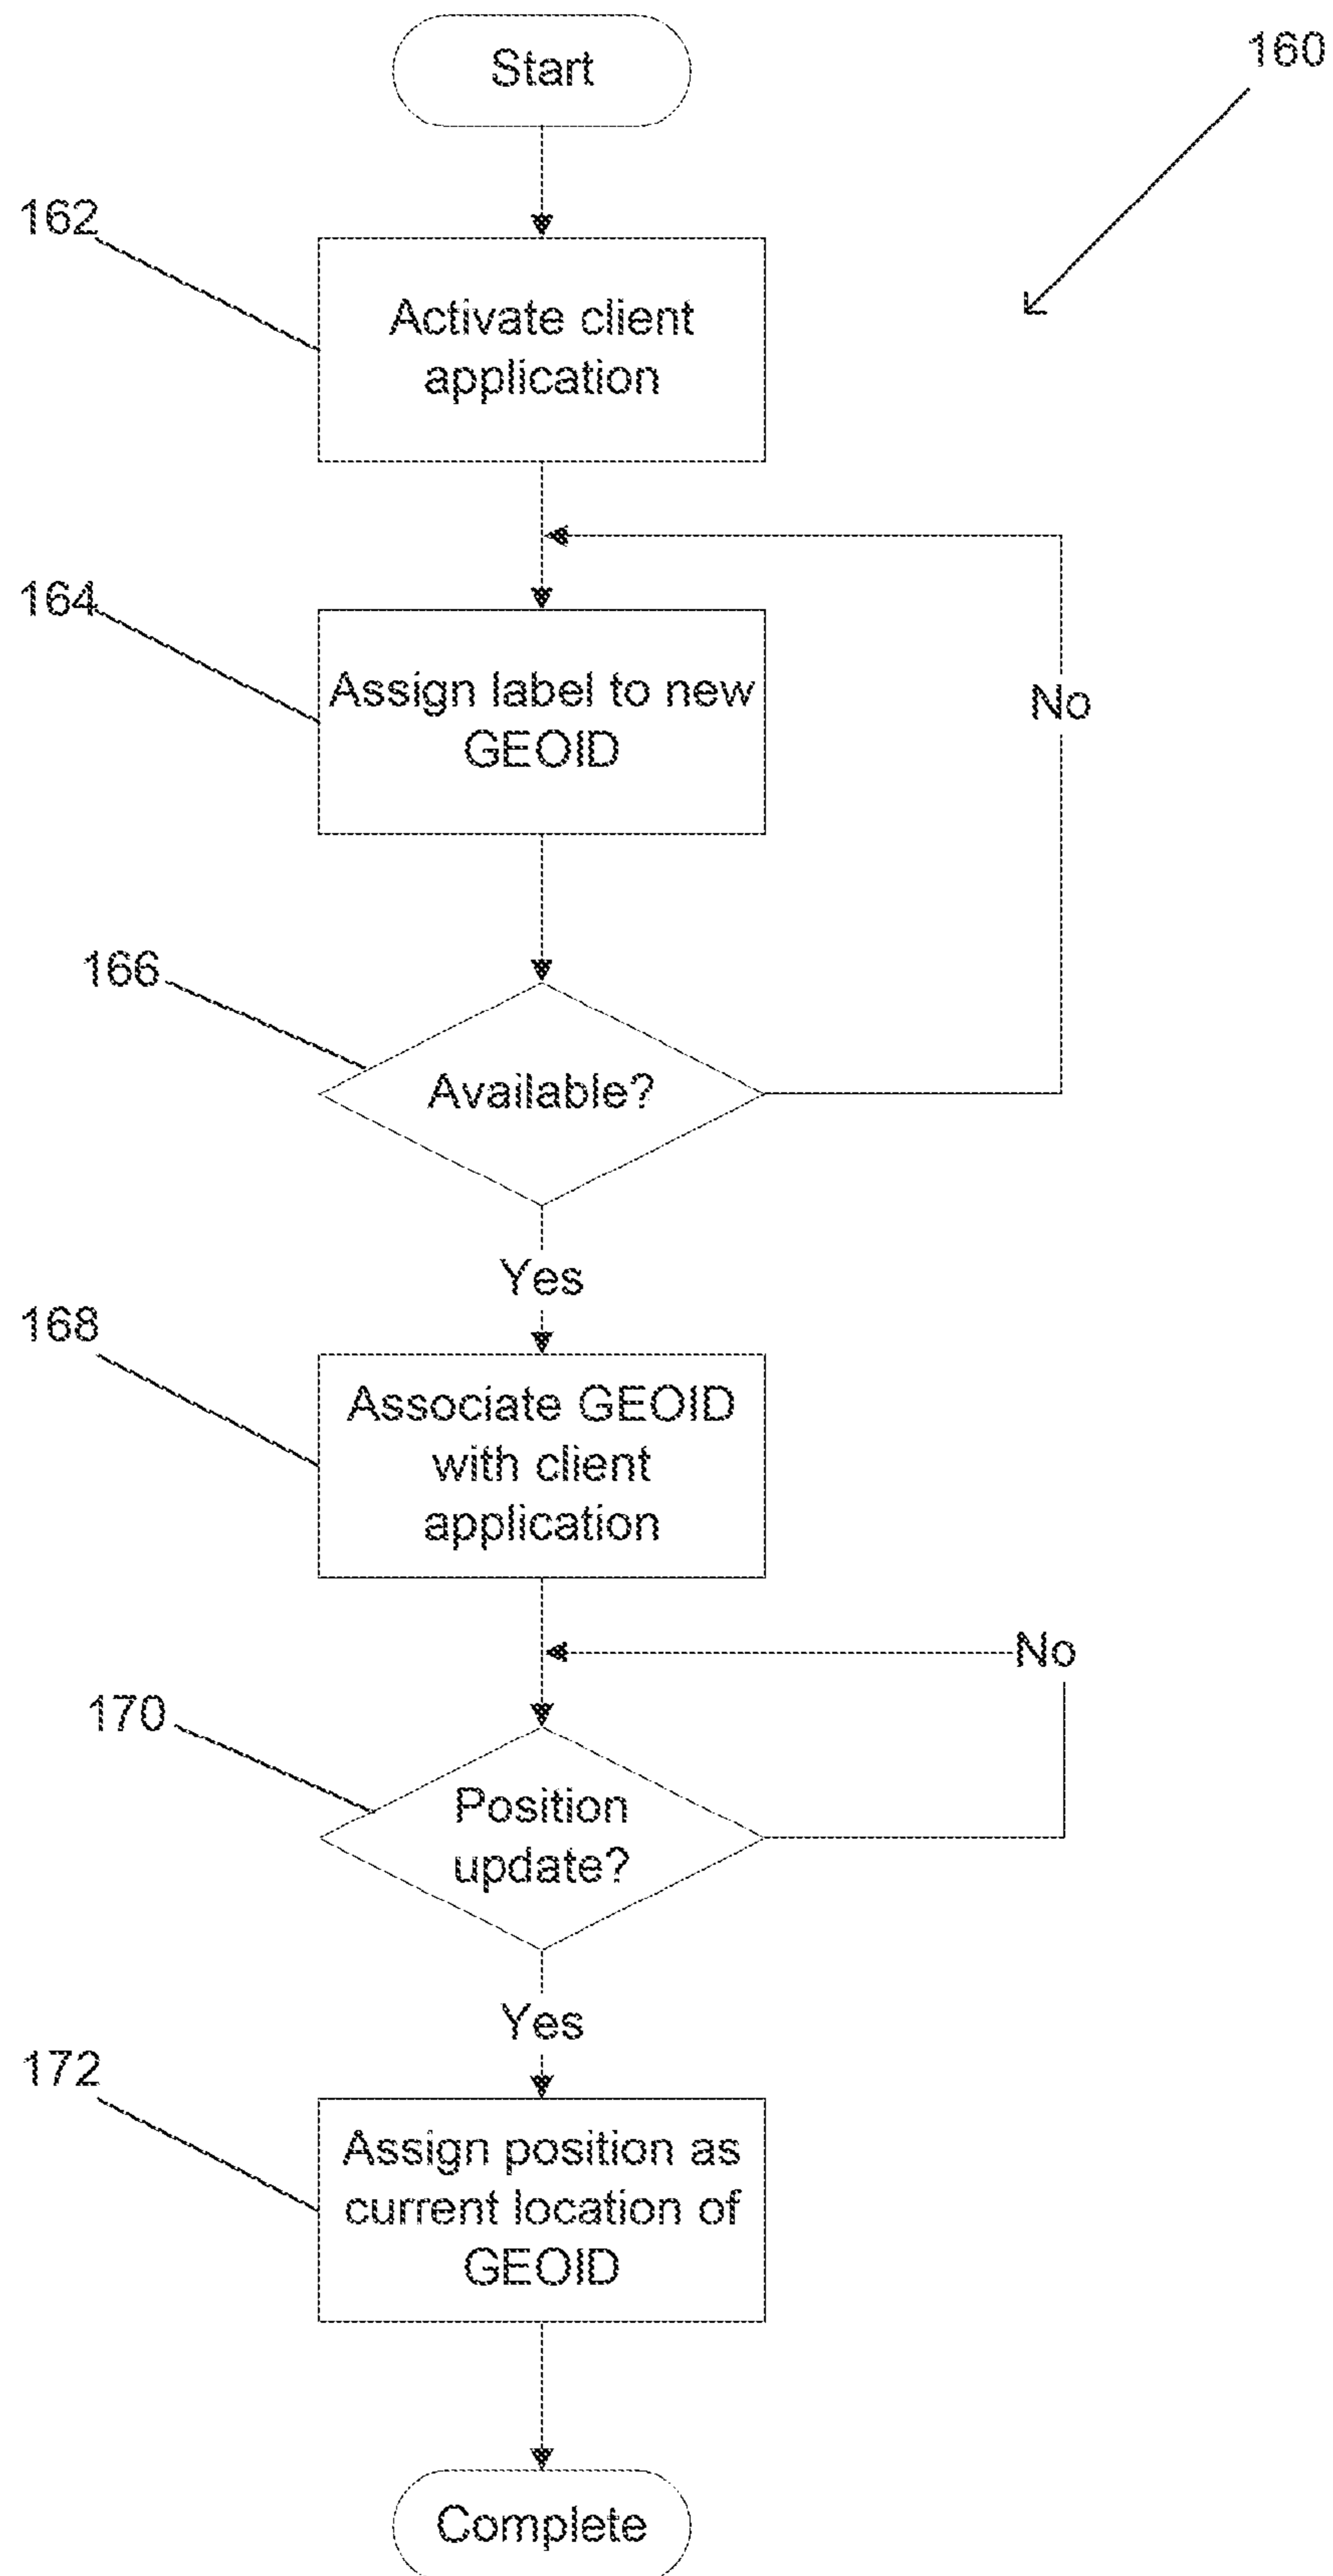 Start
160
162
Activate client
application
164
Assign label to new
GEOID
No
166
Available?
Yes
168
Associate GEOID
with client
application
No
170
Position
update?
Yes
172
Assign position as
current location of
GEOID
Complete